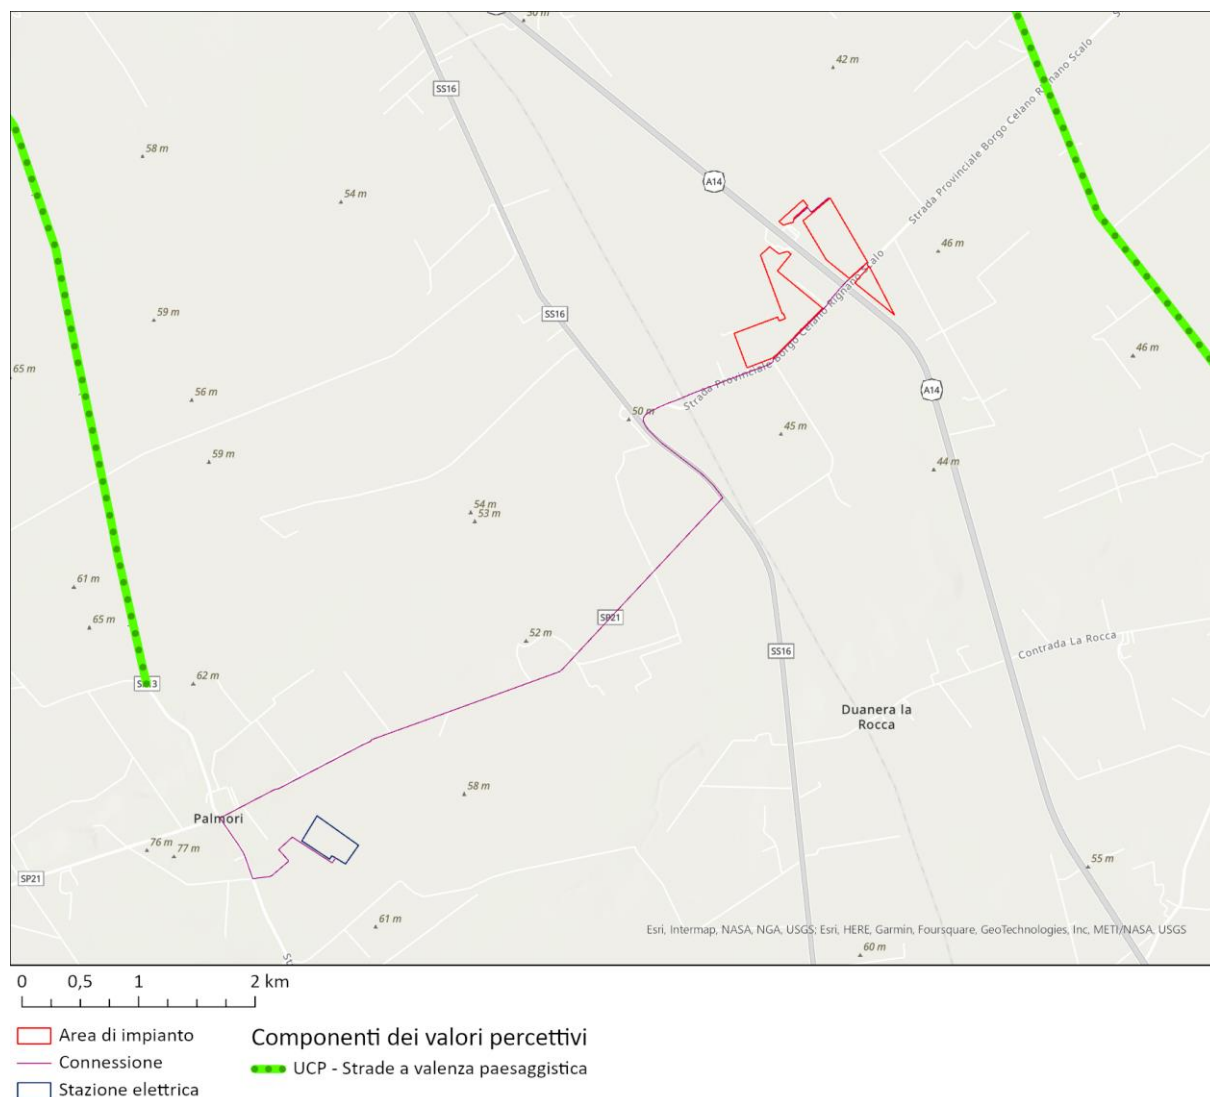 50 m
42 m
SS16
Strada Provinciale Borgo Celano Rignano Scalo
58 m
A14
54 m
46 m
59 m
SS16
Strada Provinciale Borgo Celano Rignano Scalo
46 m
65 m
56 m
A14
50 m
45 m
59 m
44 m
54 m
53 m
61 m
65 m
SP21
52 m
Contrada La Rocca
SS16
62 m
Duanera la
Rocca
58 m
Palmori
76 m
77 m
55 m
SP21
61 m
Esri, Intermap, NASA, NGA, USGS; Esri, HERE, Garmin, Foursquare, GeoTechnologies, Inc, METI/NASA, USGS
60 m
0 0,5 1 2 km
Area di impianto
Connessione
Stazione elettrica
Componenti dei valori percettivi
UCP - Strade a valenza paesaggistica